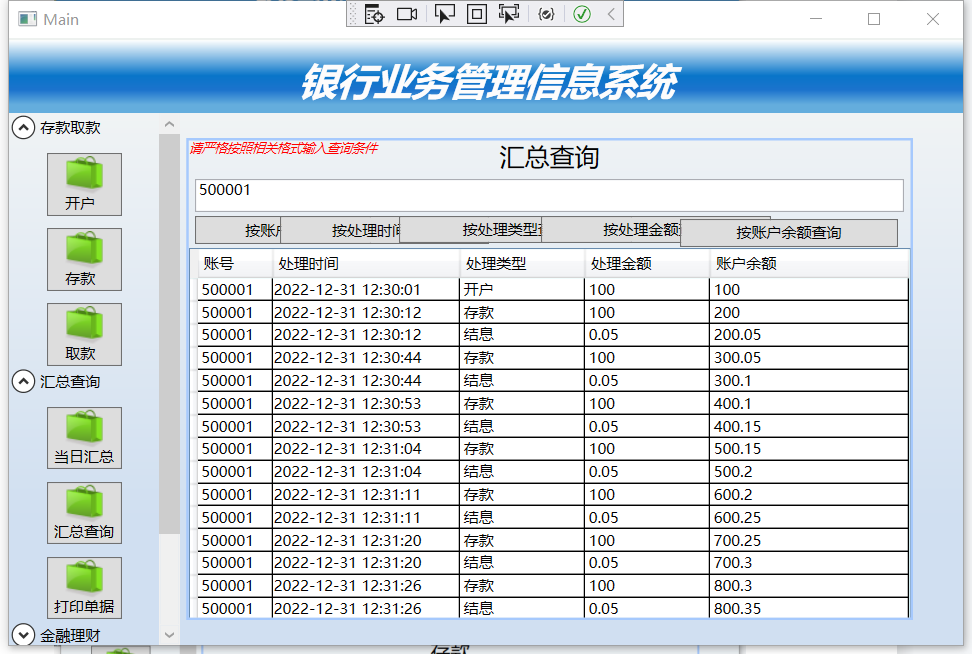 Main
银行业务管理信息系统
存款取款
开户
存款
取款
汇总查询
当日汇总
汇总查询
打印单据
金融理财
请严格按照相关格式输入查询条件
汇总查询
500001
按账户 按处理时间 按处理类型 按处理金额 按账户余额查询
账号 处理时间 处理类型 处理金额 账户余额
500001 2022-12-31 12:30:01 开户 100 100
500001 2022-12-31 12:30:12 存款 100 200
500001 2022-12-31 12:30:12 结息 0.05 200.05
500001 2022-12-31 12:30:44 存款 100 300.05
500001 2022-12-31 12:30:44 结息 0.05 300.1
500001 2022-12-31 12:30:53 存款 100 400.1
500001 2022-12-31 12:30:53 结息 0.05 400.15
500001 2022-12-31 12:31:04 存款 100 500.15
500001 2022-12-31 12:31:04 结息 0.05 500.2
500001 2022-12-31 12:31:11 存款 100 600.2
500001 2022-12-31 12:31:11 结息 0.05 600.25
500001 2022-12-31 12:31:20 存款 100 700.25
500001 2022-12-31 12:31:20 结息 0.05 700.3
500001 2022-12-31 12:31:26 存款 100 800.3
500001 2022-12-31 12:31:26 结息 0.05 800.35